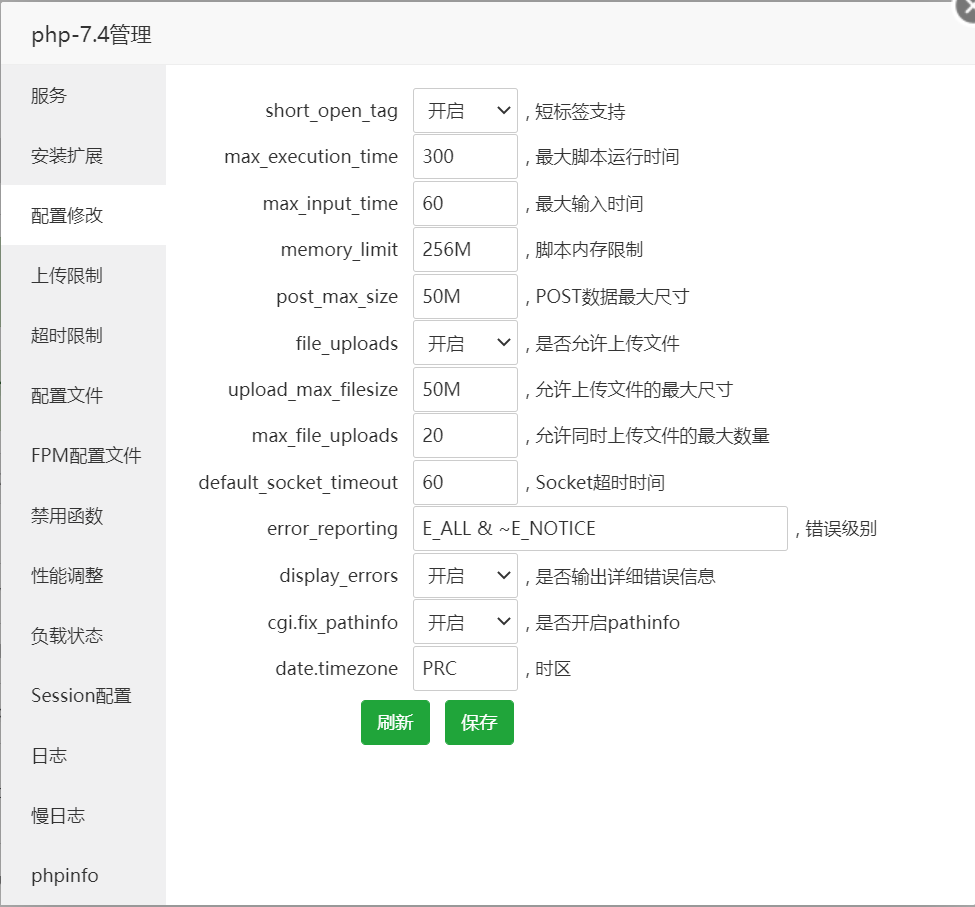 php-7.4管理
服务
安装扩展
配置修改
上传限制
超时限制
配置文件
FPM配置文件
禁用函数
性能调整
负载状态
Session配置
日志
慢日志
phpinfo
short_open_tag 开启 , 短标签支持
max_execution_time 300 , 最大脚本运行时间
max_input_time 60 , 最大输入时间
memory_limit 256M , 脚本内存限制
post_max_size 50M , POST数据最大尺寸
file_uploads 开启 , 是否允许上传文件
upload_max_filesize 50M , 允许上传文件的最大尺寸
max_file_uploads 20 , 允许同时上传文件的最大数量
default_socket_timeout 60 , Socket超时时间
error_reporting E_ALL & ~E_NOTICE , 错误级别
display_errors 开启 , 是否输出详细错误信息
cgi.fix_pathinfo 开启 , 是否开启pathinfo
date.timezone PRC , 时区
刷新 保存